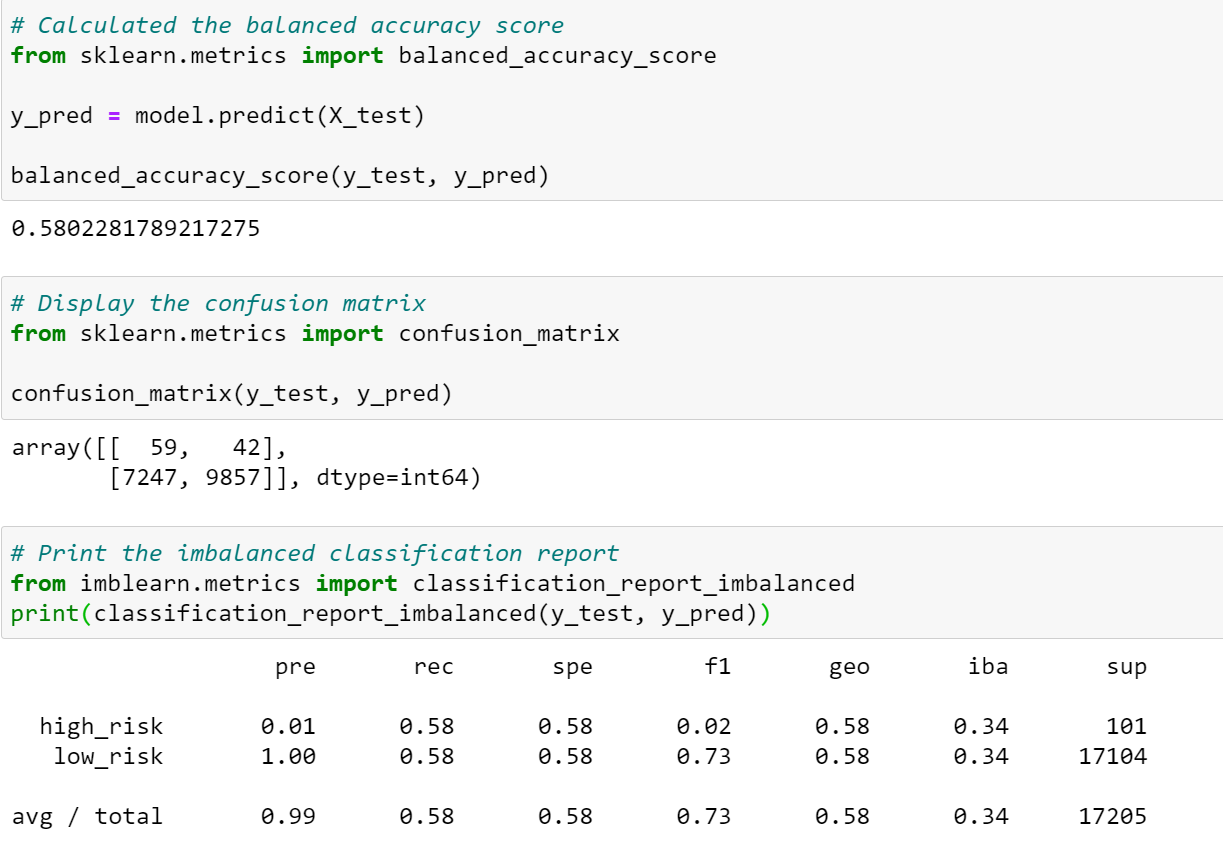 # Calculated the balanced accuracy score
from sklearn.metrics import balanced_accuracy_score
y_pred = model.predict(X_test)
balanced_accuracy_score(y_test, y_pred)
0.5802281789217275
# Display the confusion matrix
from sklearn.metrics import confusion_matrix
confusion_matrix(y_test, y_pred)
array([[  59,   42],
       [7247, 9857]], dtype=int64)
# Print the imbalanced classification report
from imblearn.metrics import classification_report_imbalanced
print(classification_report_imbalanced(y_test, y_pred))
                   pre       rec       spe        f1       geo       iba       sup
  high_risk       0.01      0.58      0.58      0.02      0.58      0.34       101
   low_risk       1.00      0.58      0.58      0.73      0.58      0.34     17104
avg / total       0.99      0.58      0.58      0.73      0.58      0.34     17205